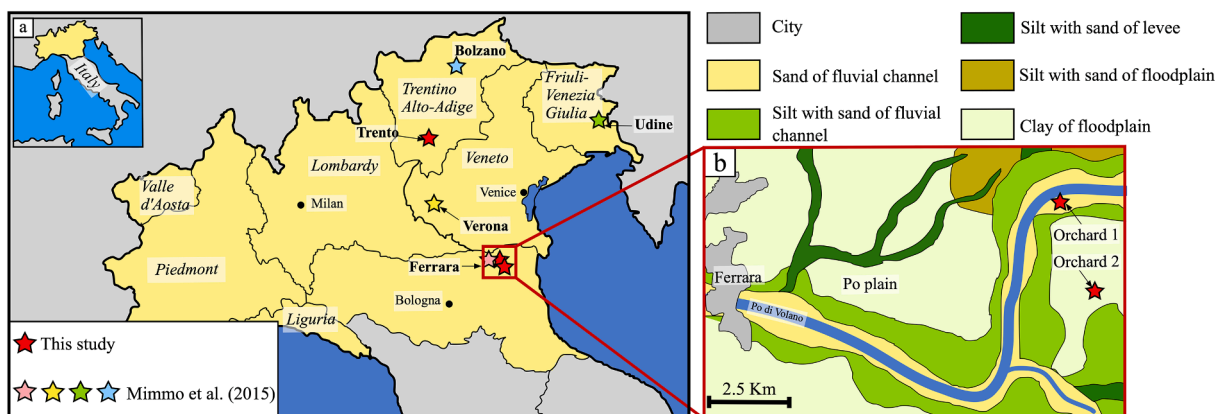 a
Italy
Bolzano
Trentino
Alto-Adige
Friuli-
Venezia
Giulia
Udine
Trento
Lombardy
Veneto
Valle
d'Aosta
Milan
Venice
Verona
Piedmont
Ferrara
Bologna
Liguria
This study
Mimmo et al. (2015)
City
Sand of fluvial channel
Silt with sand of fluvial
channel
Silt with sand of levee
Silt with sand of floodplain
Clay of floodplain
b
Orchard 1
Orchard 2
Ferrara
Po plain
Po di Volano
2.5 Km